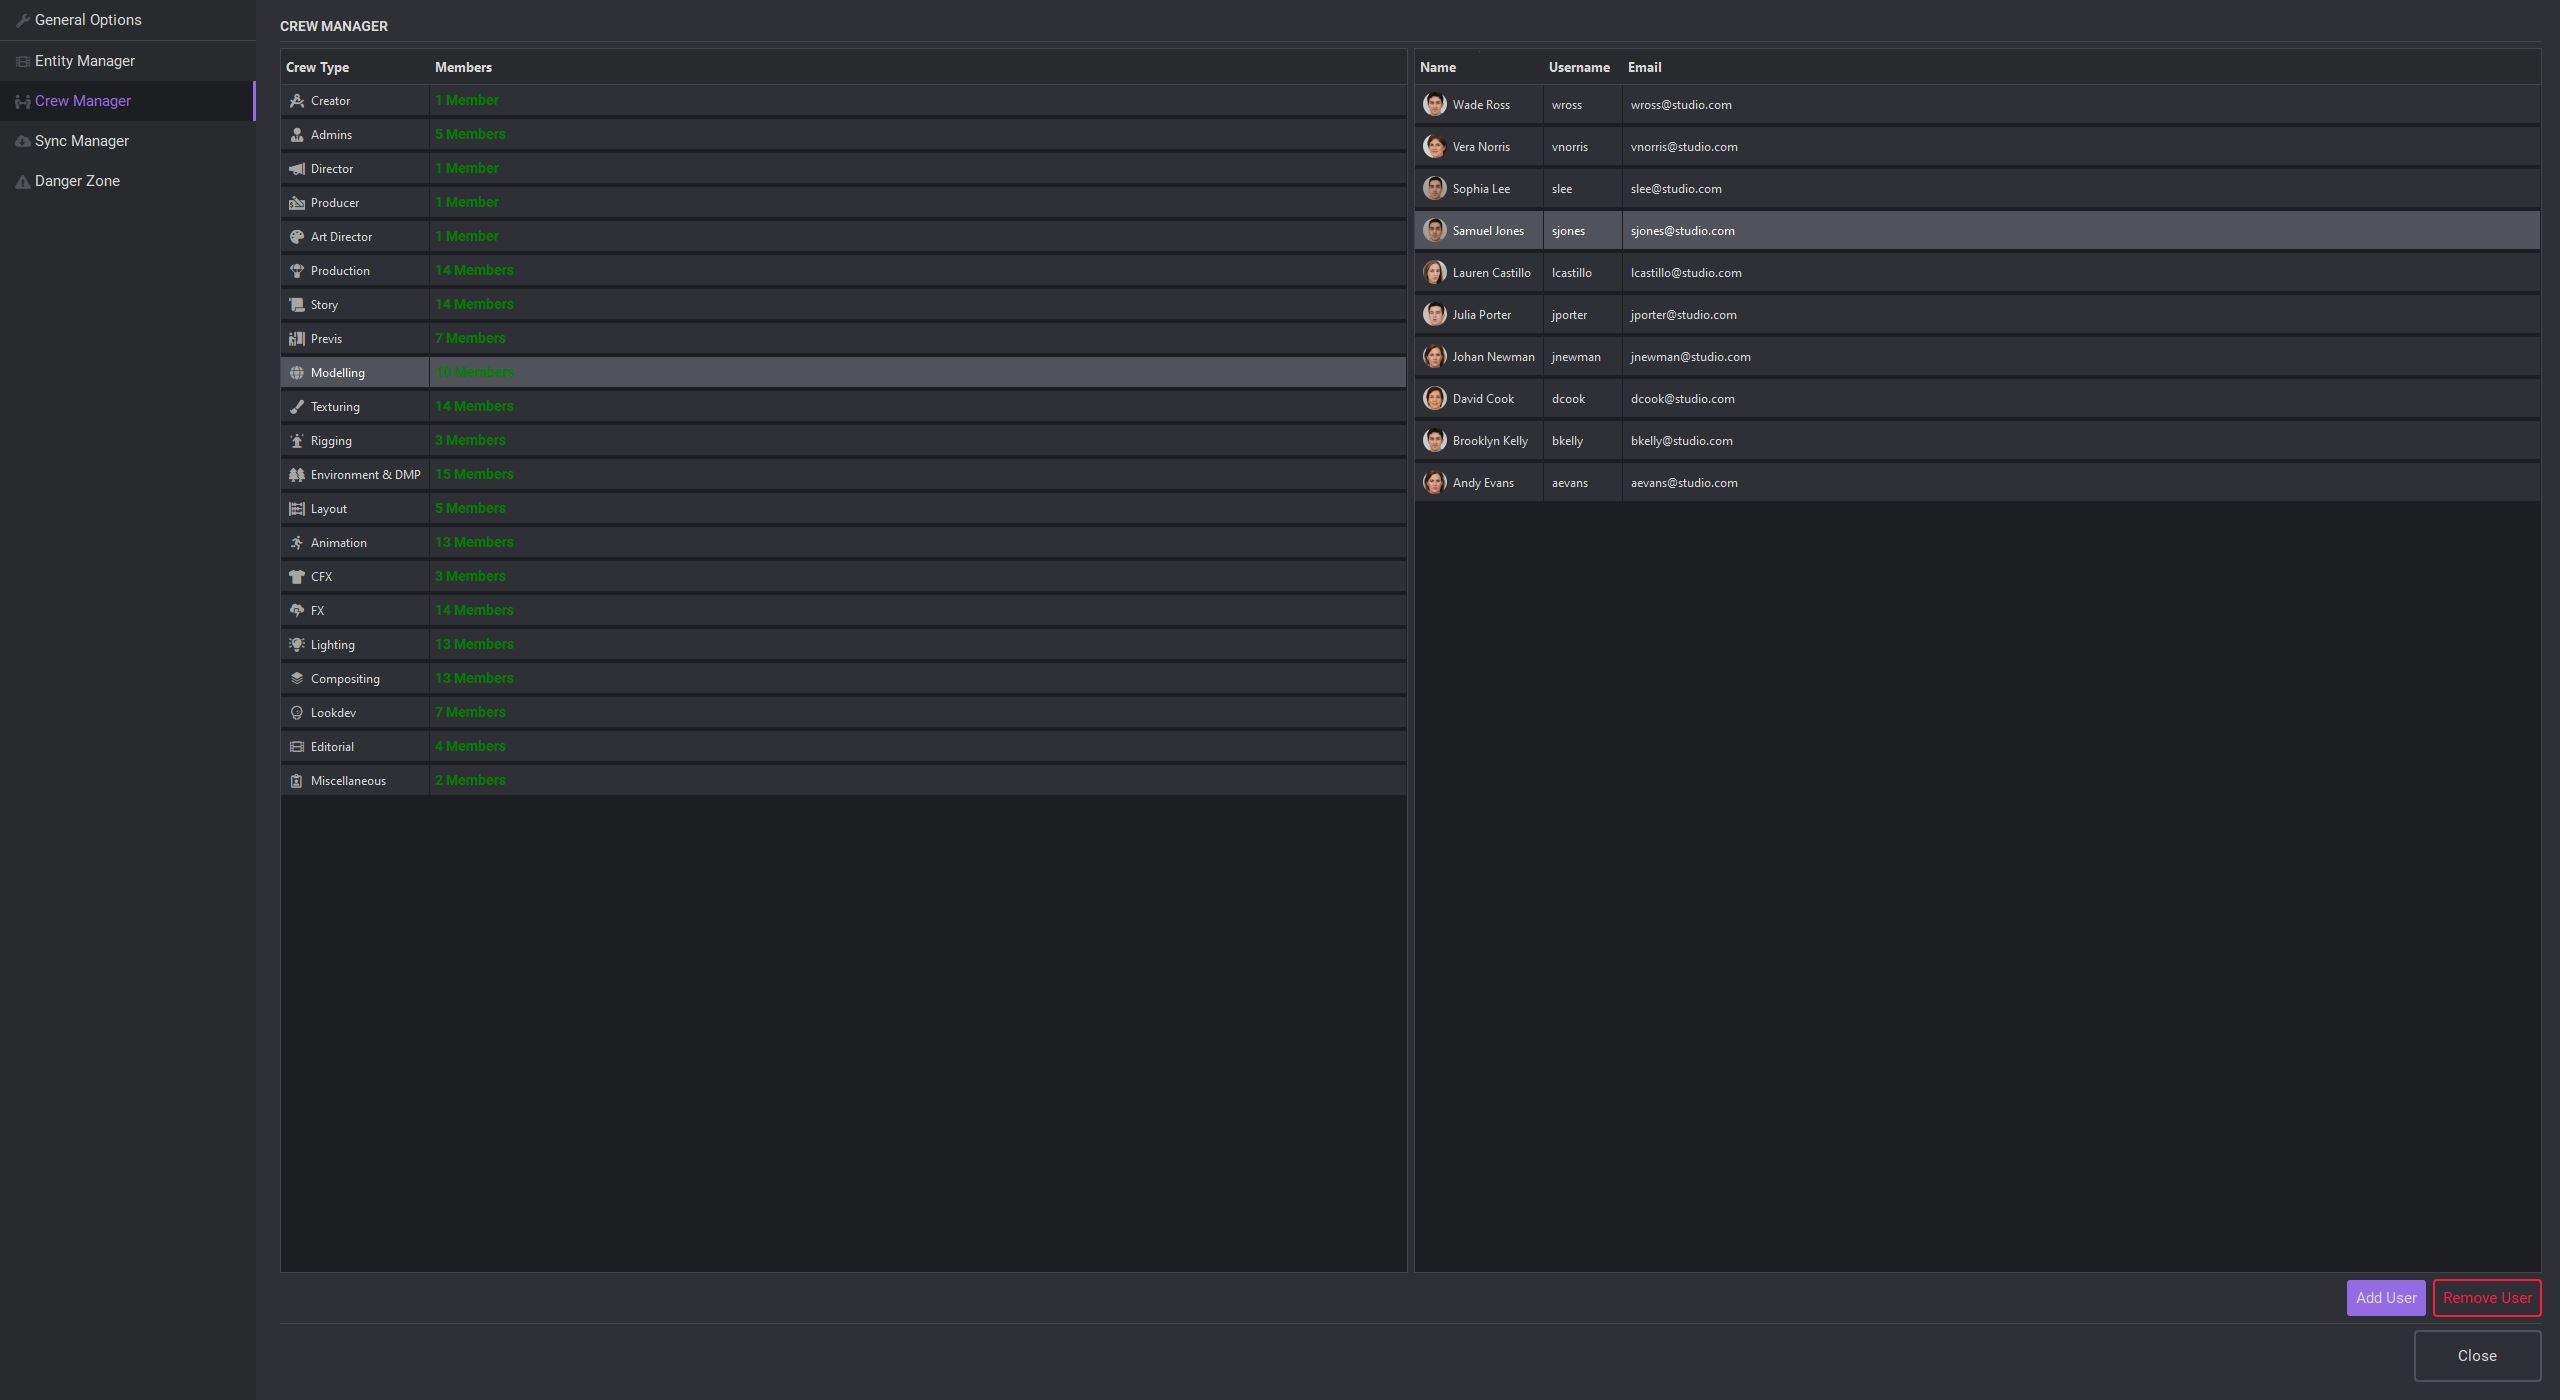 General Options
Entity Manager
Crew Manager
Sync Manager
Danger Zone
CREW MANAGER
Crew Type Members
Creator 1 Member
Admins 5 Members
Director 1 Member
Producer 1 Member
Art Director 1 Member
Production 14 Members
Story 14 Members
Previs 7 Members
Modelling 10 Members
Texturing 14 Members
Rigging 3 Members
Environment & DMP 15 Members
Layout 5 Members
Animation 13 Members
CFX 3 Members
FX 14 Members
Lighting 13 Members
Compositing 13 Members
Lookdev 7 Members
Editorial 4 Members
Miscellaneous 2 Members
Name Username Email
Wade Ross wross wross@studio.com
Vera Norris vnorris vnorris@studio.com
Sophia Lee slee slee@studio.com
Samuel Jones sjones sjones@studio.com
Lauren Castillo lcastillo lcastillo@studio.com
Julia Porter jporter jporter@studio.com
Johan Newman jnewman jnewman@studio.com
David Cook dcook dcook@studio.com
Brooklyn Kelly bkelly bkelly@studio.com
Andy Evans aevans aevans@studio.com
Add User Remove User
Close